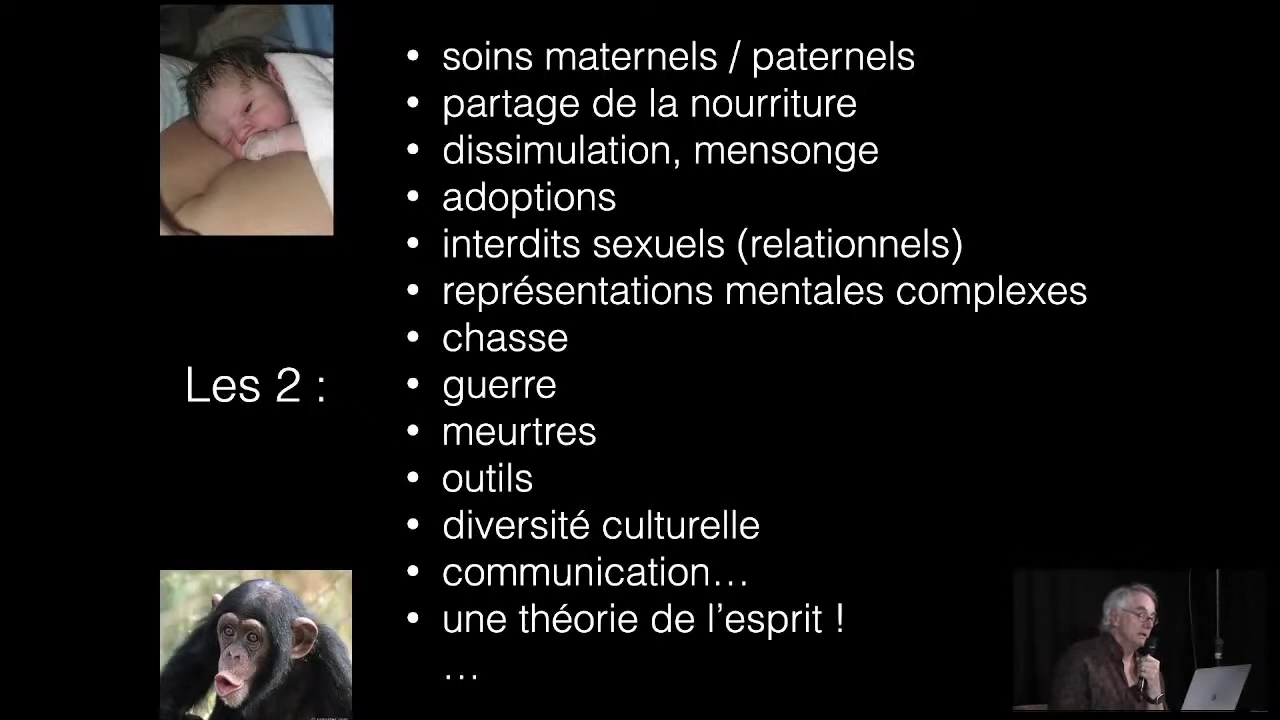 soins maternels / paternels
partage de la nourriture
dissimulation, mensonge
adoptions
interdits sexuels (relationnels)
représentations mentales complexes
chasse
Les 2 :
guerre
meurtres
outils
diversité culturelle
communication…
une théorie de l’esprit !
…